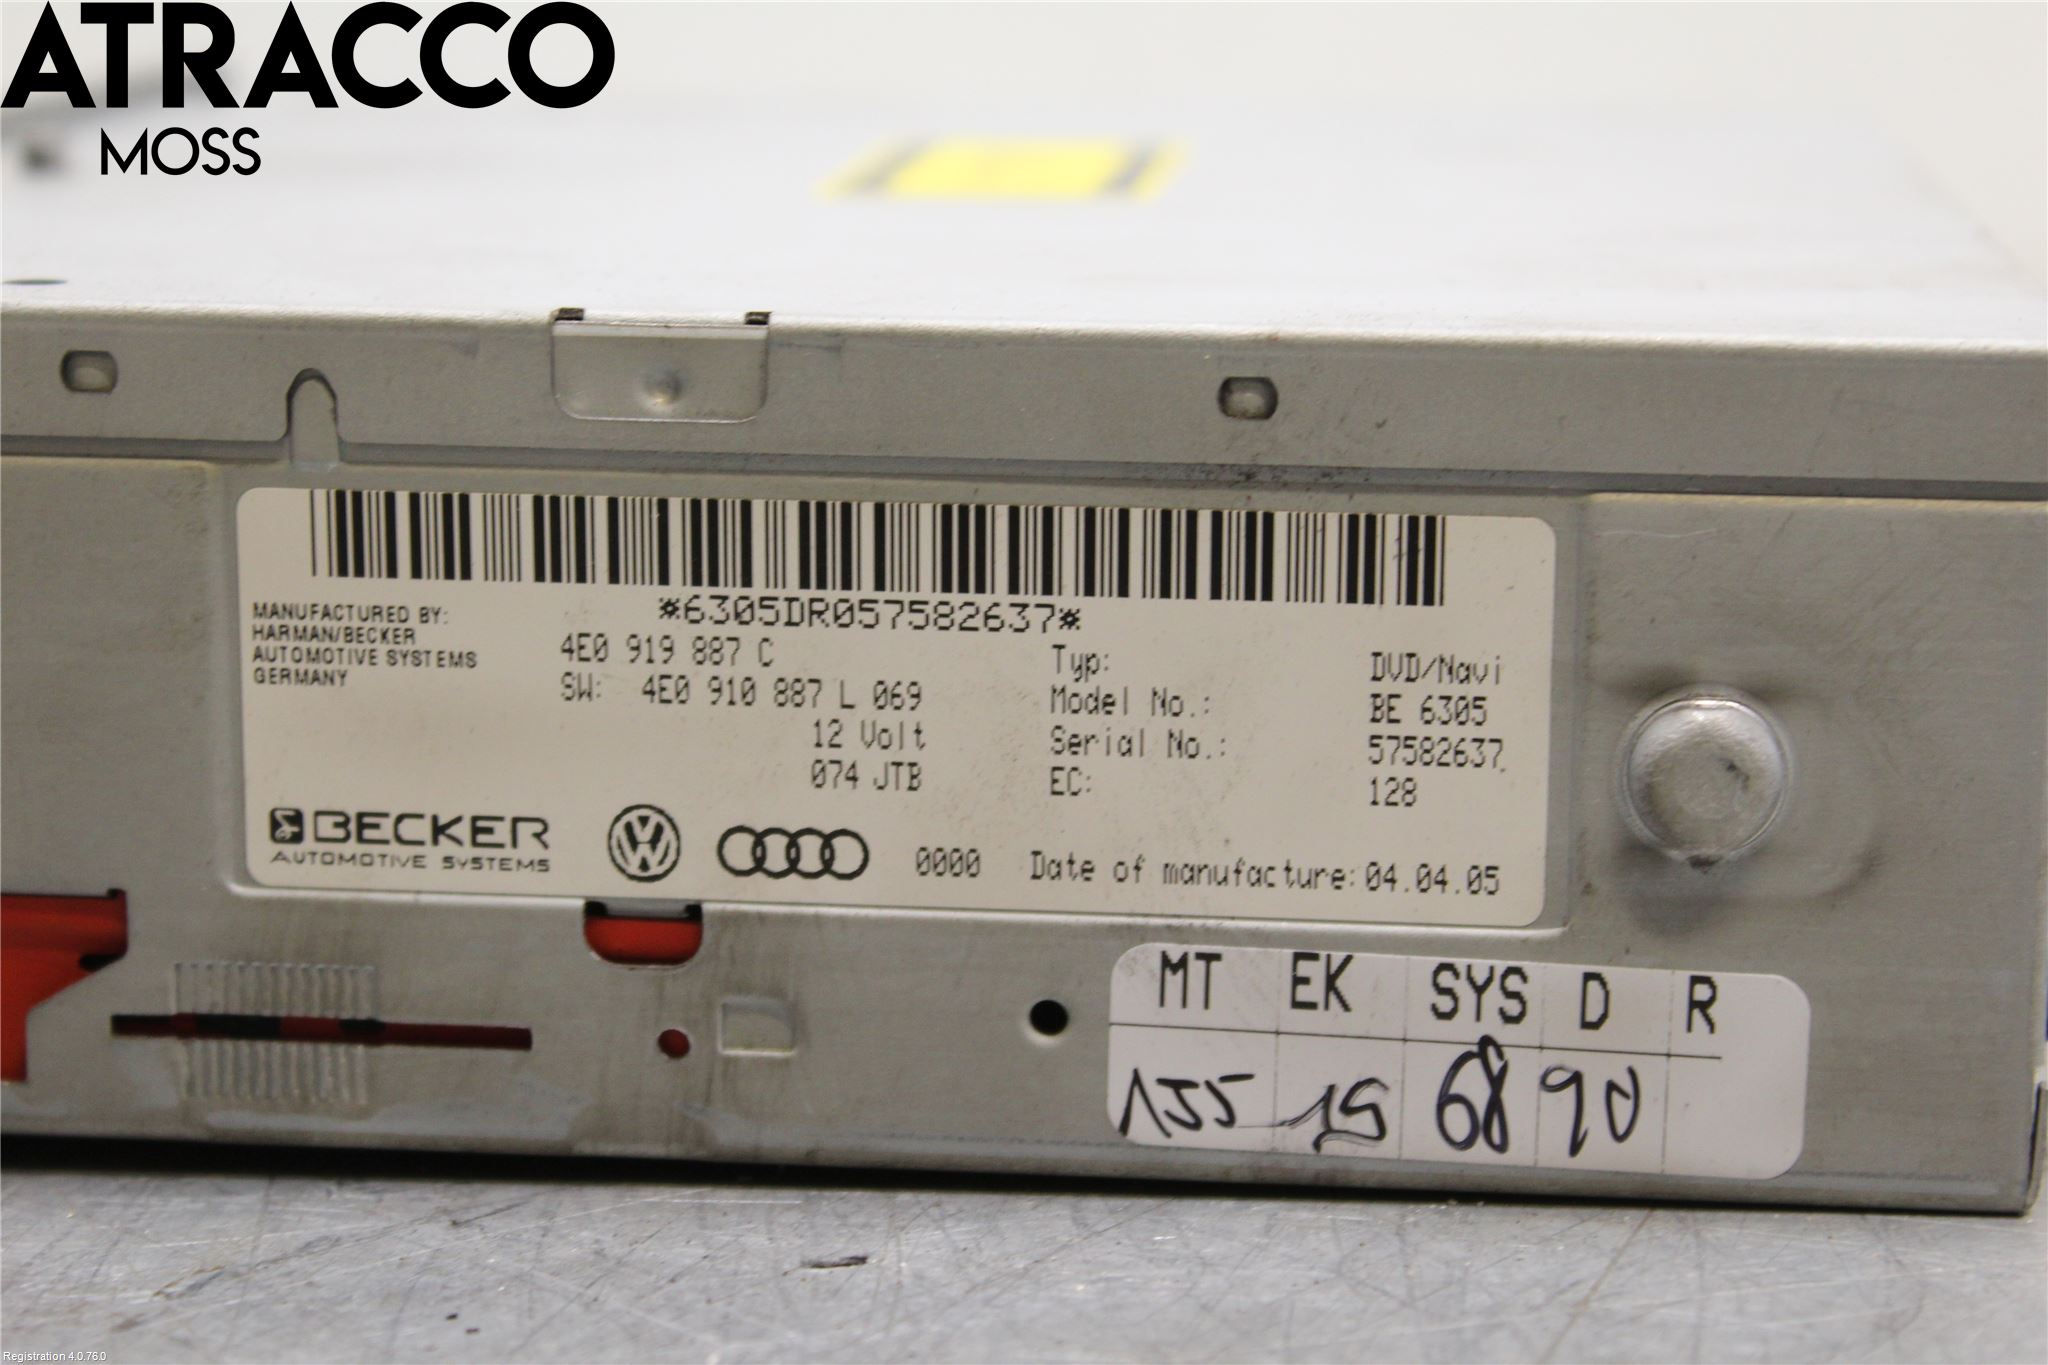 ATRACCO
MOSS
*6305DR057582637*
MANUFACTURED BY:
HARMAN/BECKER
AUTOMOTIVE SYSTEMS
GERMANY
4E0 919 887 C
SW: 4E0 910 887 L 069
12 Volt
074 JTB
Typ: DVD/Navi
Model No.: BE 6305
Serial No.: 57582637
EC: 128
BECKER
AUTOMOTIVE SYSTEMS
0000 Date of manufacture: 04.04.05
MT EK SYS D R
155 15 68 90
Registration 4.0.76.0